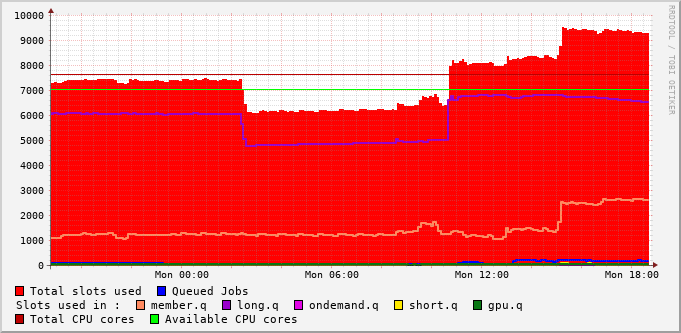 10000
9000
8000
7000
6000
5000
4000
3000
2000
1000
0
Mon 00:00 Mon 06:00 Mon 12:00 Mon 18:00
RRDTOOL / TOBI OETIKER
Total slots used Queued Jobs
Slots used in : member.q long.q ondemand.q short.q gpu.q
Total CPU cores Available CPU cores